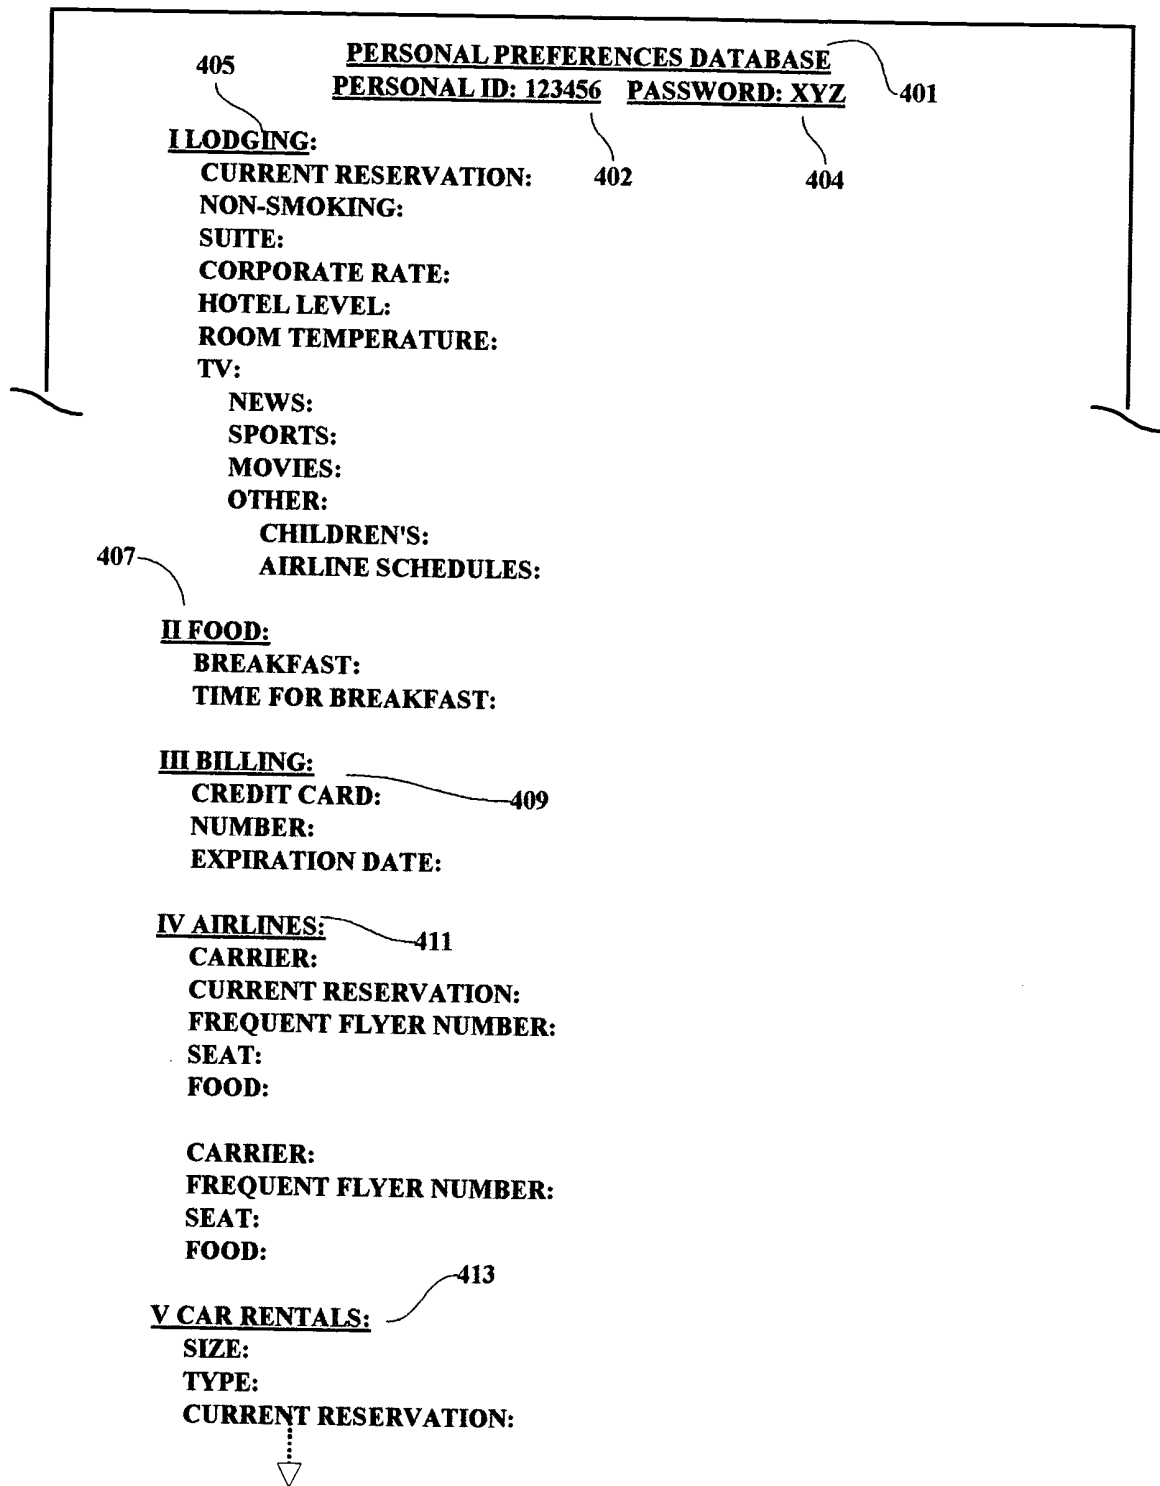 PERSONAL PREFERENCES DATABASE
405
PERSONAL ID: 123456 PASSWORD: XYZ
401
I LODGING:
CURRENT RESERVATION:
402
404
NON-SMOKING:
SUITE:
CORPORATE RATE:
HOTEL LEVEL:
ROOM TEMPERATURE:
TV:
NEWS:
SPORTS:
MOVIES:
OTHER:
CHILDREN'S:
407
AIRLINE SCHEDULES:
II FOOD:
BREAKFAST:
TIME FOR BREAKFAST:
III BILLING:
CREDIT CARD:
409
NUMBER:
EXPIRATION DATE:
IV AIRLINES:
411
CARRIER:
CURRENT RESERVATION:
FREQUENT FLYER NUMBER:
SEAT:
FOOD:
CARRIER:
FREQUENT FLYER NUMBER:
SEAT:
FOOD:
413
V CAR RENTALS:
SIZE:
TYPE:
CURRENT RESERVATION: